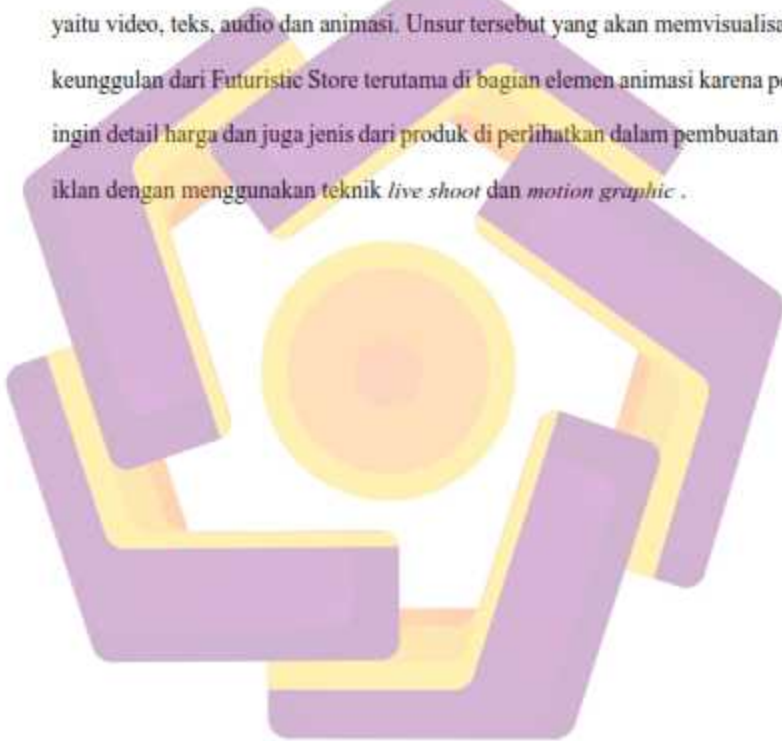 yaitu video, teks, audio dan animasi. Unsur tersebut yang akan memvisualisa
keunggulan dari Futuristic Store terutama di bagian elemen animasi karena pe
ingin detail harga dan juga jenis dari produk di perlihatkan dalam pembuatan
iklan dengan menggunakan teknik live shoot dan motion graphic .